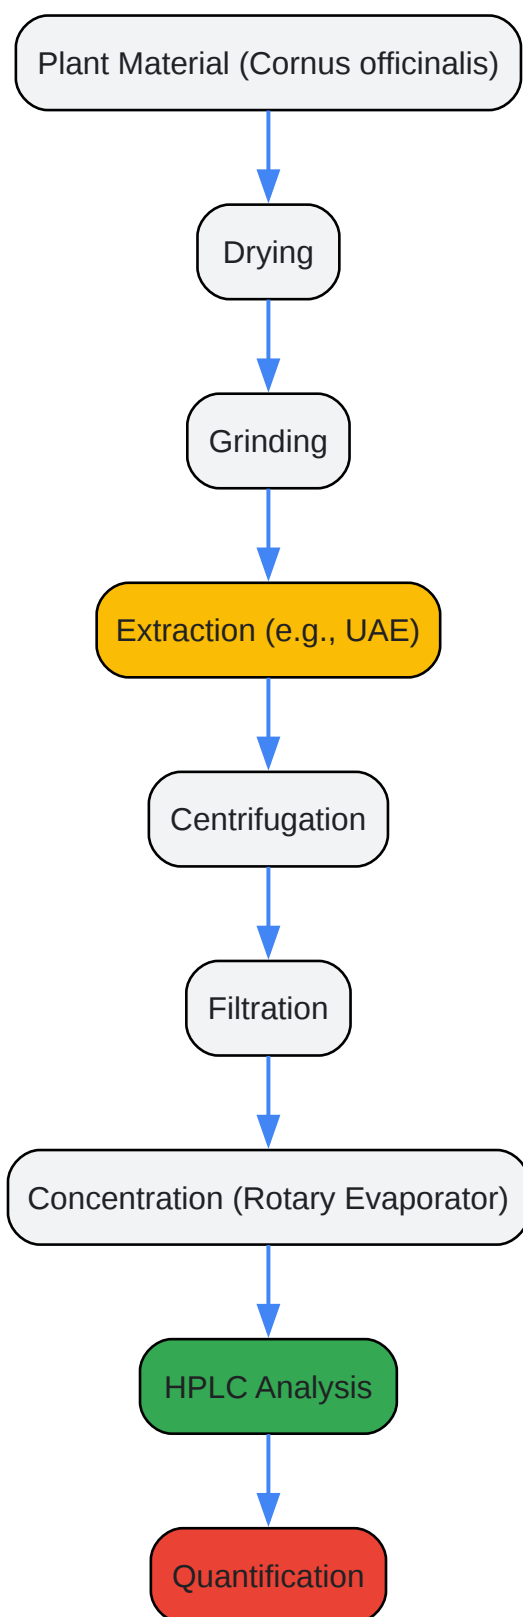 Plant Material (Cornus officinalis)
Drying
Grinding
Extraction (e.g., UAE)
Centrifugation
Filtration
Concentration (Rotary Evaporator)
HPLC Analysis
Quantification